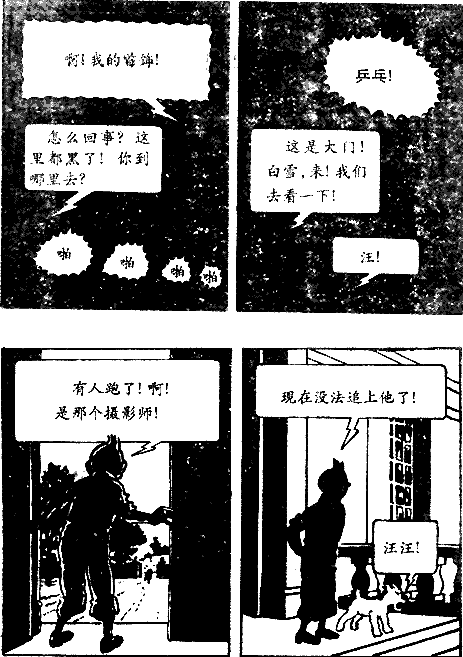 啊！我的首饰！
怎么回事？这
里都黑了！你到
哪里去？
啪
啪
啪
啪
乒乓！
这是大门！
白雪，来！我们
去看一下！
汪！
有人跑了！啊！
是那个摄影师！
现在没法追上他了！
汪汪！